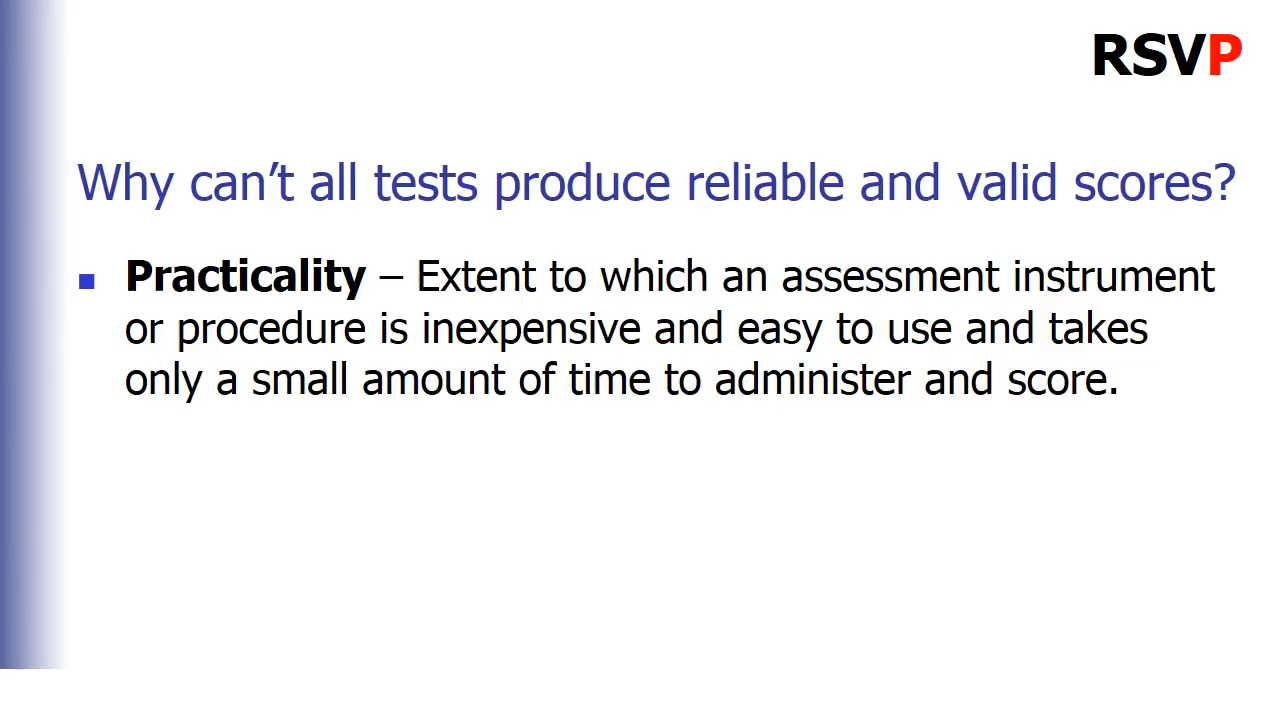 RSVP
Why can’t all tests produce reliable and valid scores?
Practicality – Extent to which an assessment instrument
or procedure is inexpensive and easy to use and takes
only a small amount of time to administer and score.